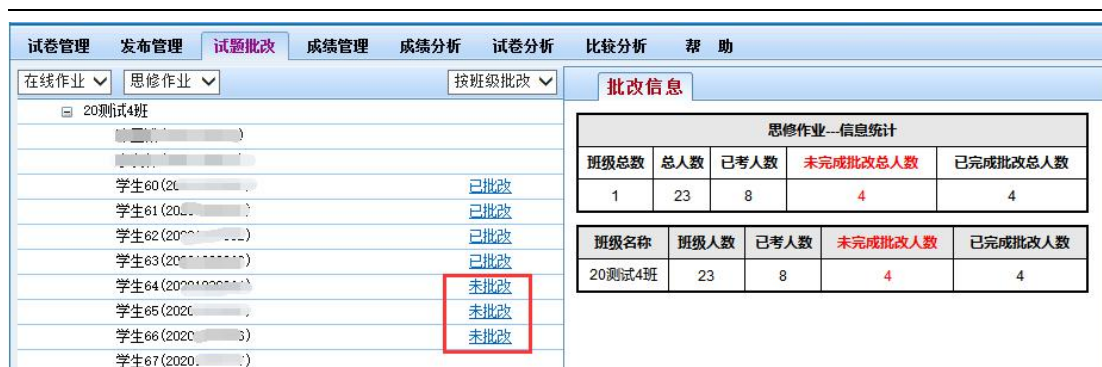 试卷管理 发布管理 试题批改 成绩管理 成绩分析 试卷分析 比较分析 帮 助
在线作业 思修作业 按班级批改
20测试4班
学生60(2 已批改
学生61(20 已批改
学生62(20 已批改
学生63(20 已批改
学生64(20 未批改
学生65(202 未批改
学生66(2020 未批改
学生67(2020
批改信息
思修作业---信息统计
班级总数 总人数 已考人数 未完成批改总人数 已完成批改总人数
1 23 8 4 4
班级名称 班级人数 已考人数 未完成批改人数 已完成批改人数
20测试4班 23 8 4 4